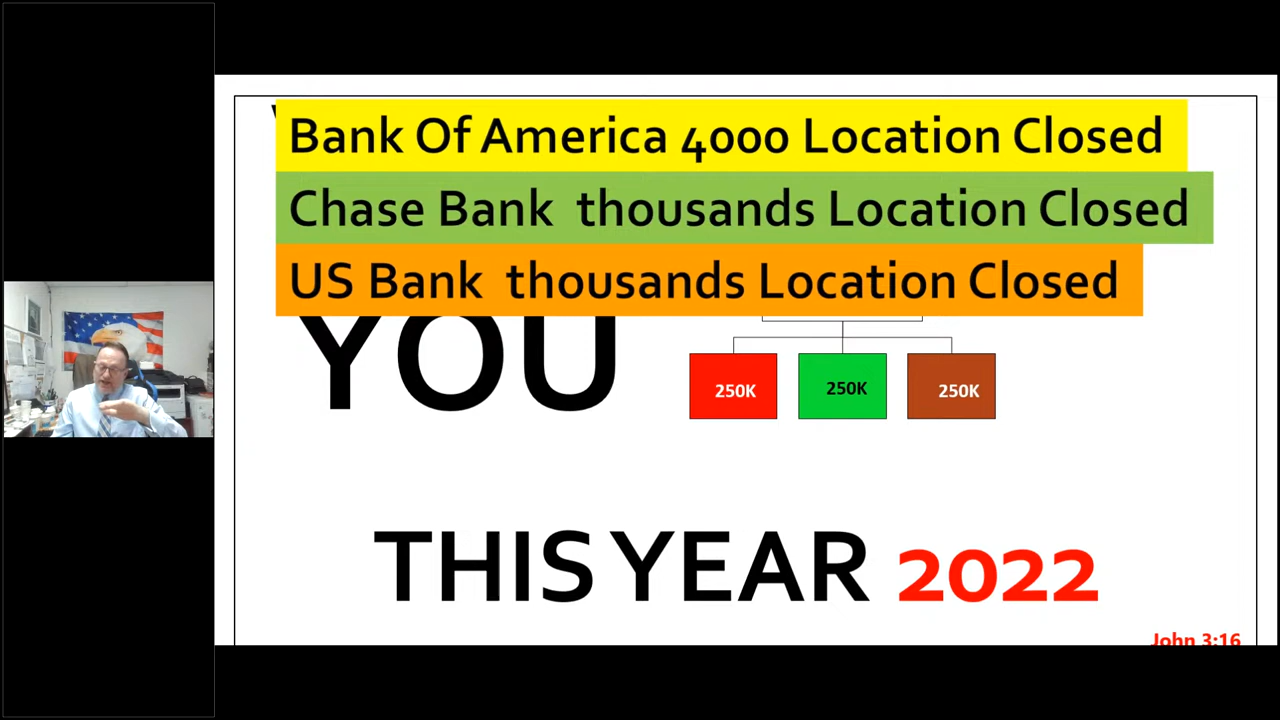 Bank Of America 4000 Location Closed
Chase Bank thousands Location Closed
US Bank thousands Location Closed
YOU
250K 250K 250K
THIS YEAR 2022
John 3:16